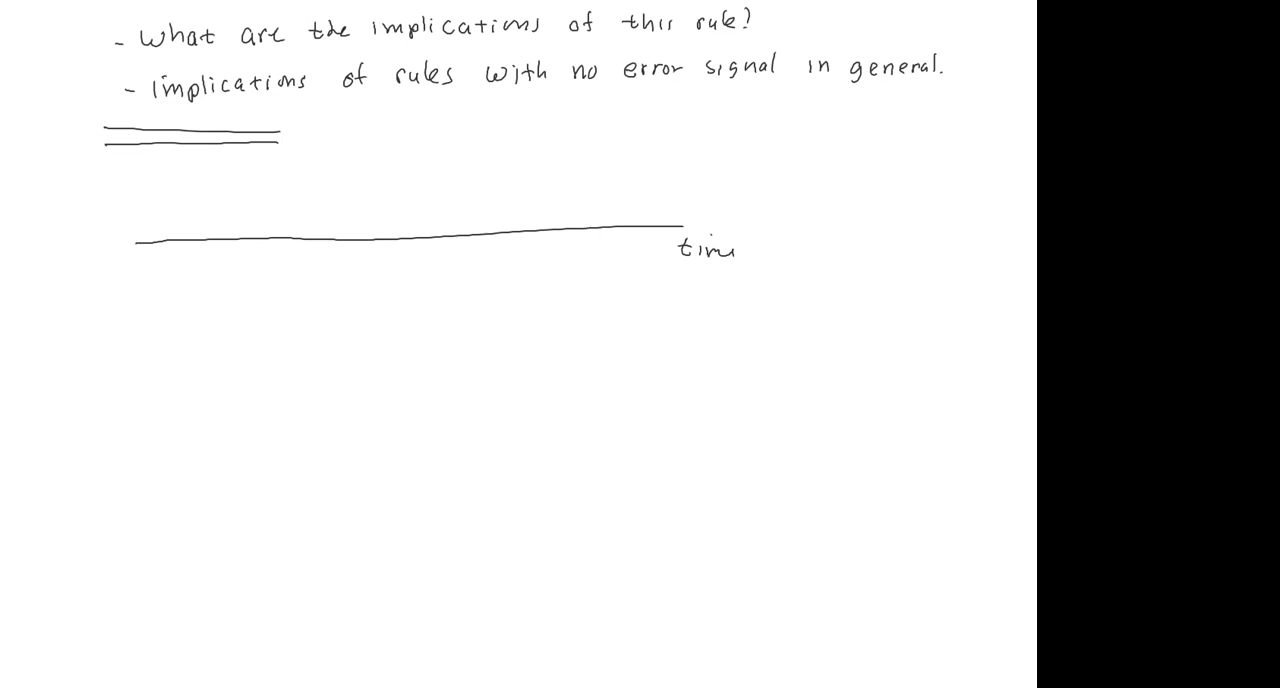 - What are the implications of this rule?
- Implications of rules with no error signal in general.
time